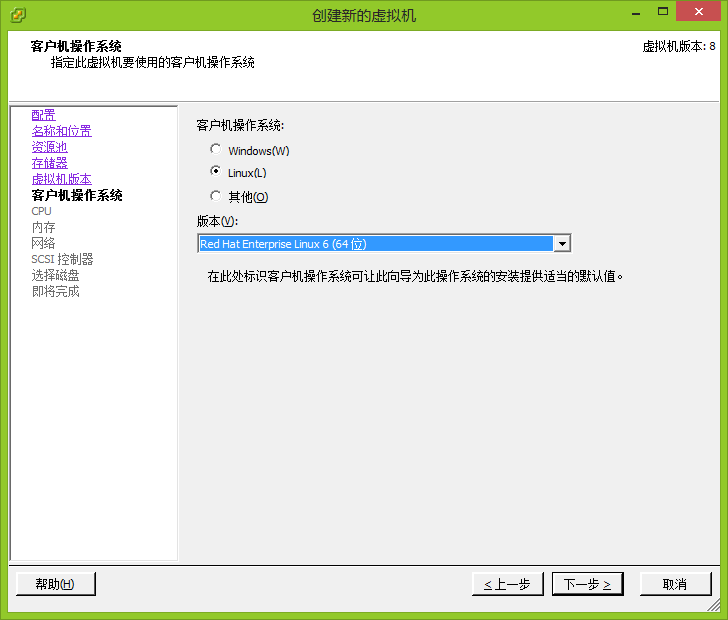 创建新的虚拟机
客户机操作系统
指定此虚拟机要使用的客户机操作系统
虚拟机版本: 8
配置
名称和位置
资源池
存储器
虚拟机版本
客户机操作系统
CPU
内存
网络
SCSI 控制器
选择磁盘
即将完成
客户机操作系统:
Windows(W)
Linux(L)
其他(O)
版本(V):
Red Hat Enterprise Linux 6 (64 位)
在此处标识客户机操作系统可让此向导为此操作系统的安装提供适当的默认值。
帮助(H)
< 上一步
下一步 >
取消